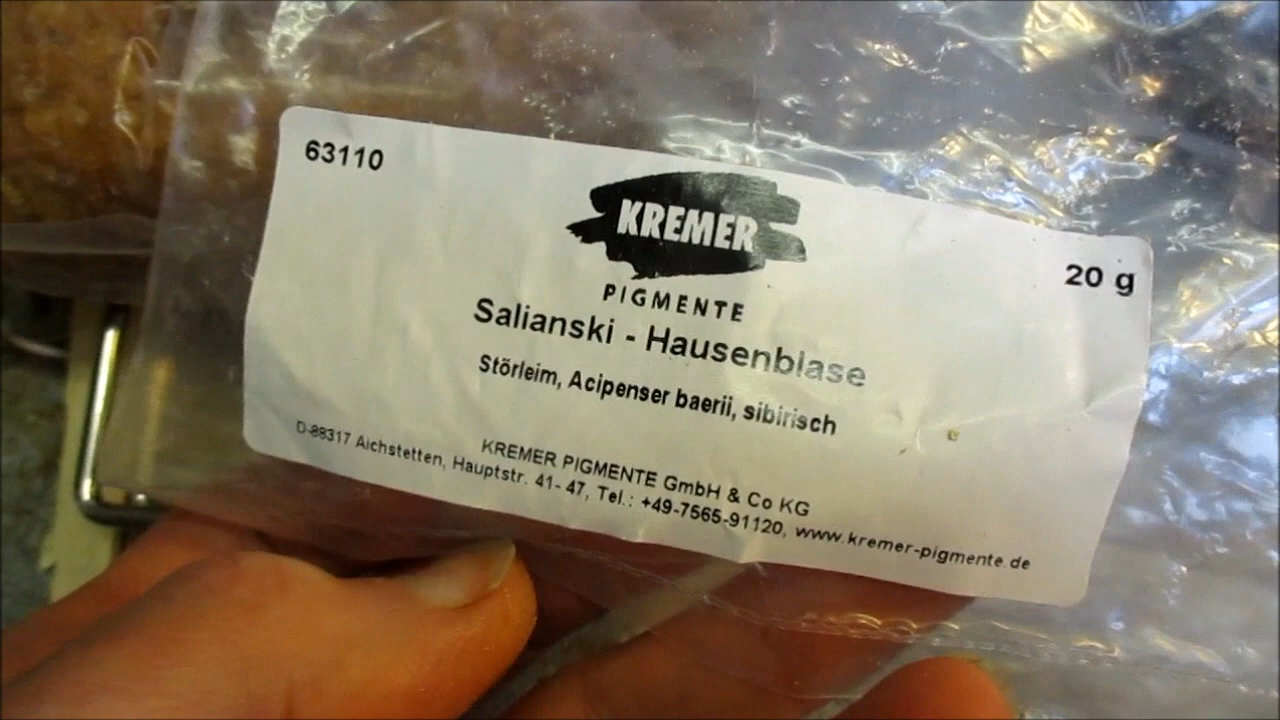 63110
KREMER
20 g
PIGMENTE
Salianski - Hausenblase
Störleim, Acipenser baerii, sibirisch
KREMER PIGMENTE GmbH & Co KG
D-88317 Aichstetten, Hauptstr. 41- 47, Tel.: +49-7565-91120, www.kremer-pigmente.de